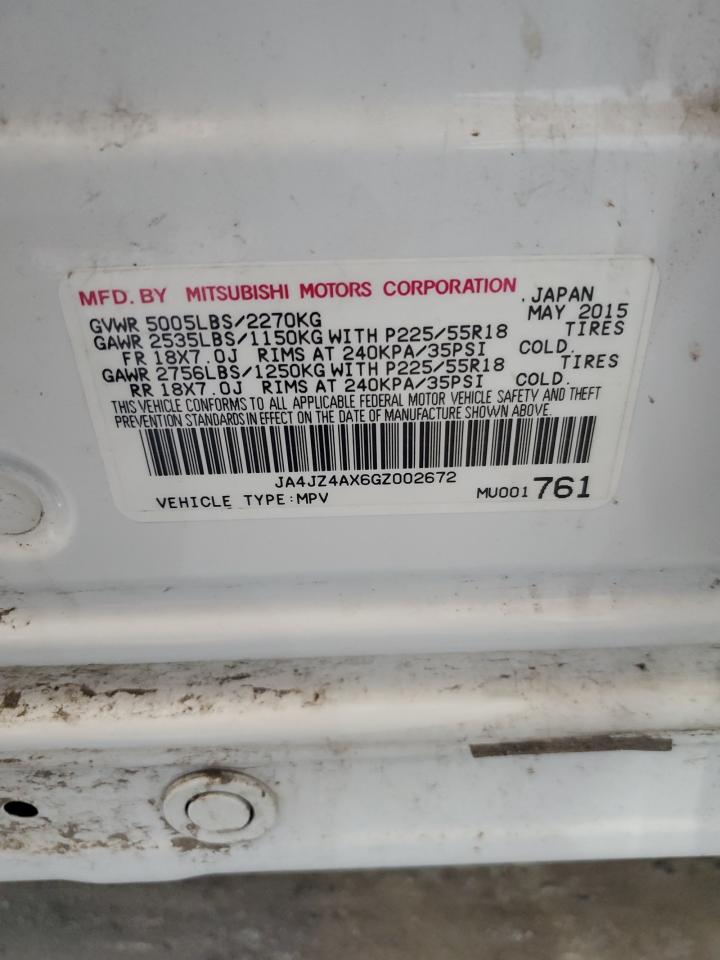 MFD. BY MITSUBISHI MOTORS CORPORATION , JAPAN
GVWR 5005LBS/2270KG MAY 2015
GAWR 2535LBS/1150KG WITH P225/55R18 TIRES
FR 18X7.0J RIMS AT 240KPA/35PSI COLD.
GAWR 2756LBS/1250KG WITH P225/55R18 TIRES
RR 18X7.0J RIMS AT 240KPA/35PSI COLD.
THIS VEHICLE CONFORMS TO ALL APPLICABLE FEDERAL MOTOR VEHICLE SAFETY AND THEFT
PREVENTION STANDARDS IN EFFECT ON THE DATE OF MANUFACTURE SHOWN ABOVE.
JA4JZ4AX6GZ002672
VEHICLE TYPE:MPV MU001761